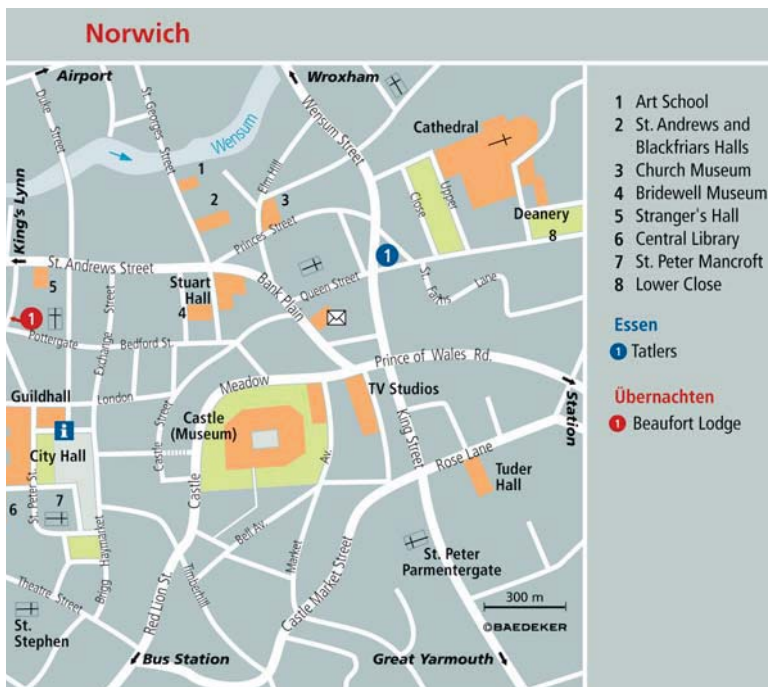 Norwich
Airport
Wroxham
Duke Street
St. Georges Street
Wensum
Wensum Street
Elm Hill
Cathedral
Close
Upper
Deanery
8
1
2
3
Princes Street
King's Lynn
St. Andrews Street
5
Stuart
Hall
4
Bank Plain
Queen Street
1
St. Faiths Lane
1
Pottergate
Exchange Street
Bedford St.
London
Castle Street
Meadow
Prince of Wales Rd.
TV Studios
Station
Guildhall
i
City Hall
Castle
(Museum)
Castle
Av.
King Street
Rose Lane
Tuder
Hall
6
St. Peter St.
7
Brigg Haymarket
Bell Av.
Market
Timberhill
Castle Market Street
St. Peter
Parmentergate
Theatre Street
St.
Stephen
Red Lion St.
Bus Station
Great Yarmouth
300 m
©BAEDEKER
1 Art School
2 St. Andrews and
Blackfriars Halls
3 Church Museum
4 Bridewell Museum
5 Stranger's Hall
6 Central Library
7 St. Peter Mancroft
8 Lower Close
Essen
1 Tatlers
Übernachten
1 Beaufort Lodge